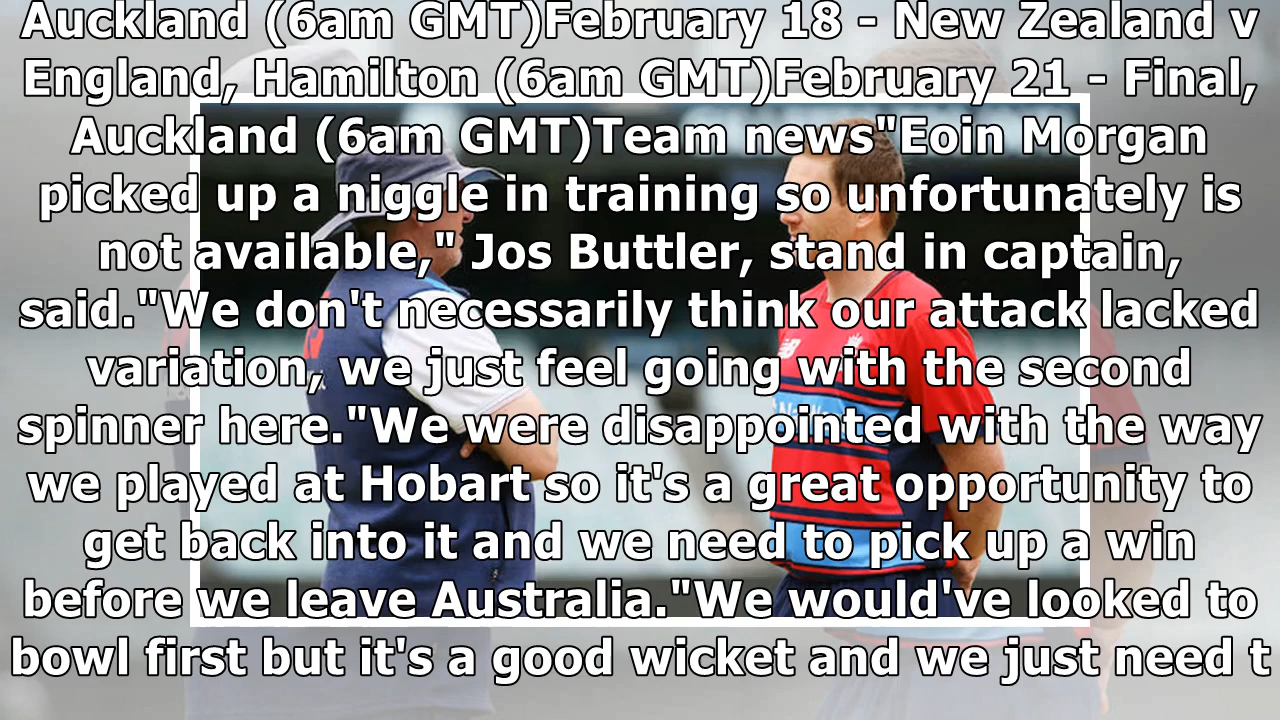 Auckland (6am GMT)February 18 - New Zealand v
England, Hamilton (6am GMT)February 21 - Final,
Auckland (6am GMT)Team news"Eoin Morgan
picked up a niggle in training so unfortunately is
not available," Jos Buttler, stand in captain,
said."We don't necessarily think our attack lacked
variation, we just feel going with the second
spinner here."We were disappointed with the way
we played at Hobart so it's a great opportunity to
get back into it and we need to pick up a win
before we leave Australia."We would've looked to
bowl first but it's a good wicket and we just need t